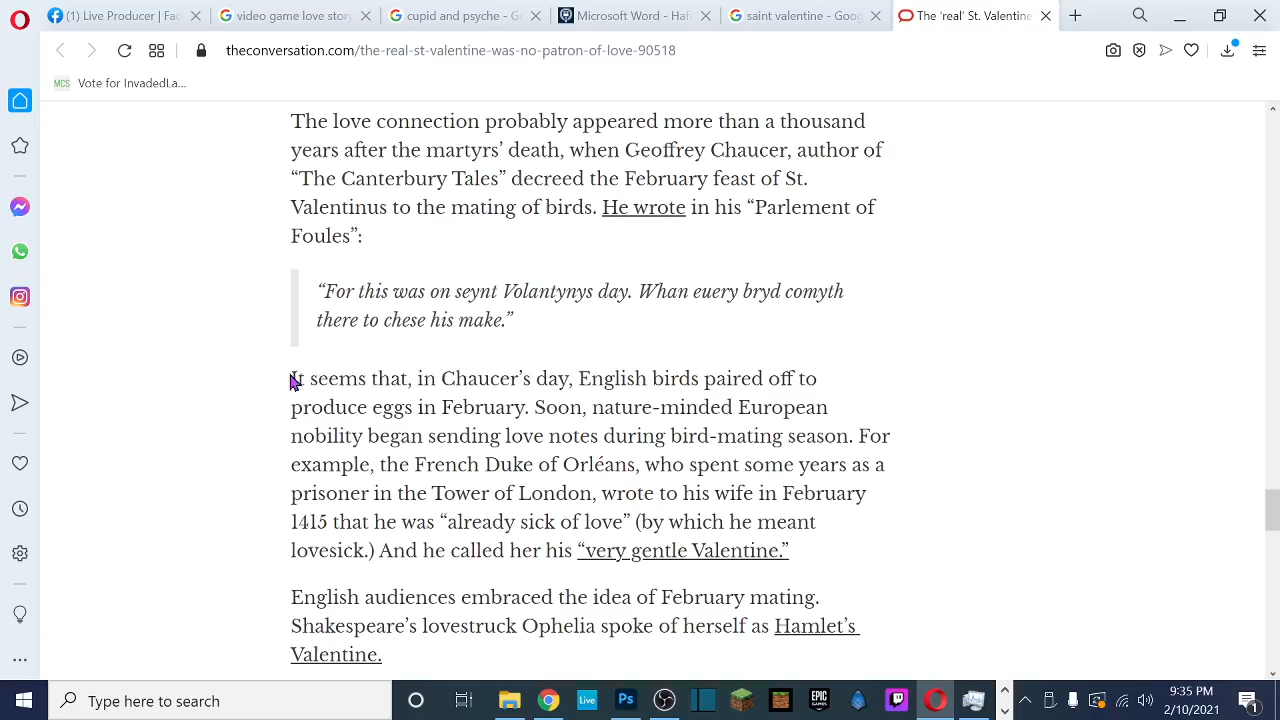 (1) Live Producer | Fac
video game love story
cupid and psyche - Go
Microsoft Word - Hafi
saint valentine - Goog
The 'real' St. Valentine
theconversation.com/the-real-st-valentine-was-no-patron-of-love-90518
MCS Vote for InvadedLa...
The love connection probably appeared more than a thousand
years after the martyrs’ death, when Geoffrey Chaucer, author of
“The Canterbury Tales” decreed the February feast of St.
Valentinus to the mating of birds. He wrote in his “Parlement of
Foules”:
“For this was on seynt Volantynys day. Whan euery bryd comyth
there to chese his make.”
It seems that, in Chaucer’s day, English birds paired off to
produce eggs in February. Soon, nature-minded European
nobility began sending love notes during bird-mating season. For
example, the French Duke of Orléans, who spent some years as a
prisoner in the Tower of London, wrote to his wife in February
1415 that he was “already sick of love” (by which he meant
lovesick.) And he called her his “very gentle Valentine.”
English audiences embraced the idea of February mating.
Shakespeare’s lovestruck Ophelia spoke of herself as Hamlet’s
Valentine.
Type here to search
Live
Ps
EPIC GAMES
9:35 PM
2/10/2021
1